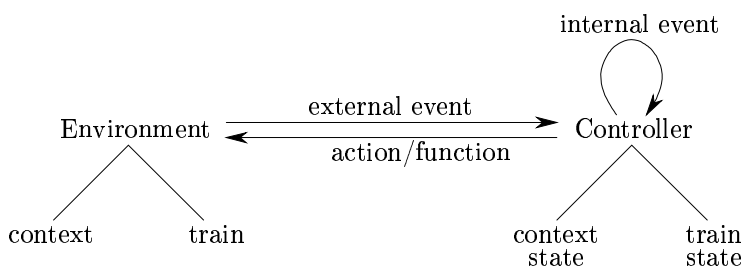 internal event
external event
Environment
Controller
action/function
context
train
context
state
train
state